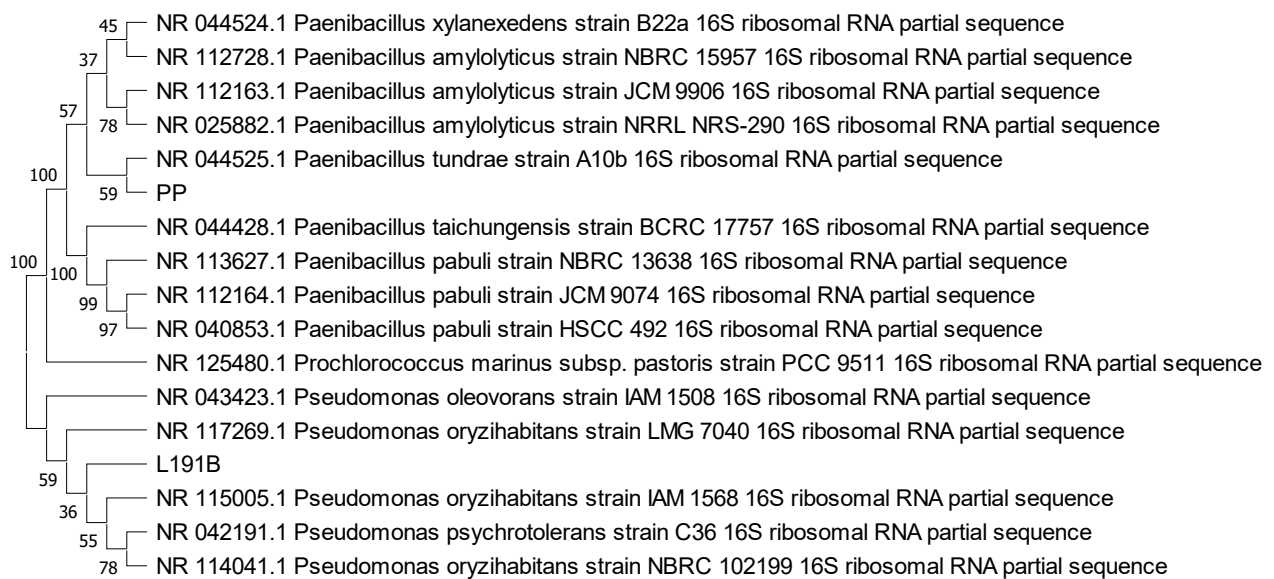 45
NR 044524.1 Paenibacillus xylanexedens strain B22a 16S ribosomal RNA partial sequence
37
NR 112728.1 Paenibacillus amylolyticus strain NBRC 15957 16S ribosomal RNA partial sequence
NR 112163.1 Paenibacillus amylolyticus strain JCM 9906 16S ribosomal RNA partial sequence
57
78
NR 025882.1 Paenibacillus amylolyticus strain NRRL NRS-290 16S ribosomal RNA partial sequence
NR 044525.1 Paenibacillus tundrae strain A10b 16S ribosomal RNA partial sequence
100
59
PP
NR 044428.1 Paenibacillus taichungensis strain BCRC 17757 16S ribosomal RNA partial sequence
100
100
NR 113627.1 Paenibacillus pabuli strain NBRC 13638 16S ribosomal RNA partial sequence
99
NR 112164.1 Paenibacillus pabuli strain JCM 9074 16S ribosomal RNA partial sequence
97
NR 040853.1 Paenibacillus pabuli strain HSCC 492 16S ribosomal RNA partial sequence
NR 125480.1 Prochlorococcus marinus subsp. pastoris strain PCC 9511 16S ribosomal RNA partial sequence
NR 043423.1 Pseudomonas oleovorans strain IAM 1508 16S ribosomal RNA partial sequence
NR 117269.1 Pseudomonas oryzihabitans strain LMG 7040 16S ribosomal RNA partial sequence
59
L191B
36
NR 115005.1 Pseudomonas oryzihabitans strain IAM 1568 16S ribosomal RNA partial sequence
55
NR 042191.1 Pseudomonas psychrotolerans strain C36 16S ribosomal RNA partial sequence
78
NR 114041.1 Pseudomonas oryzihabitans strain NBRC 102199 16S ribosomal RNA partial sequence